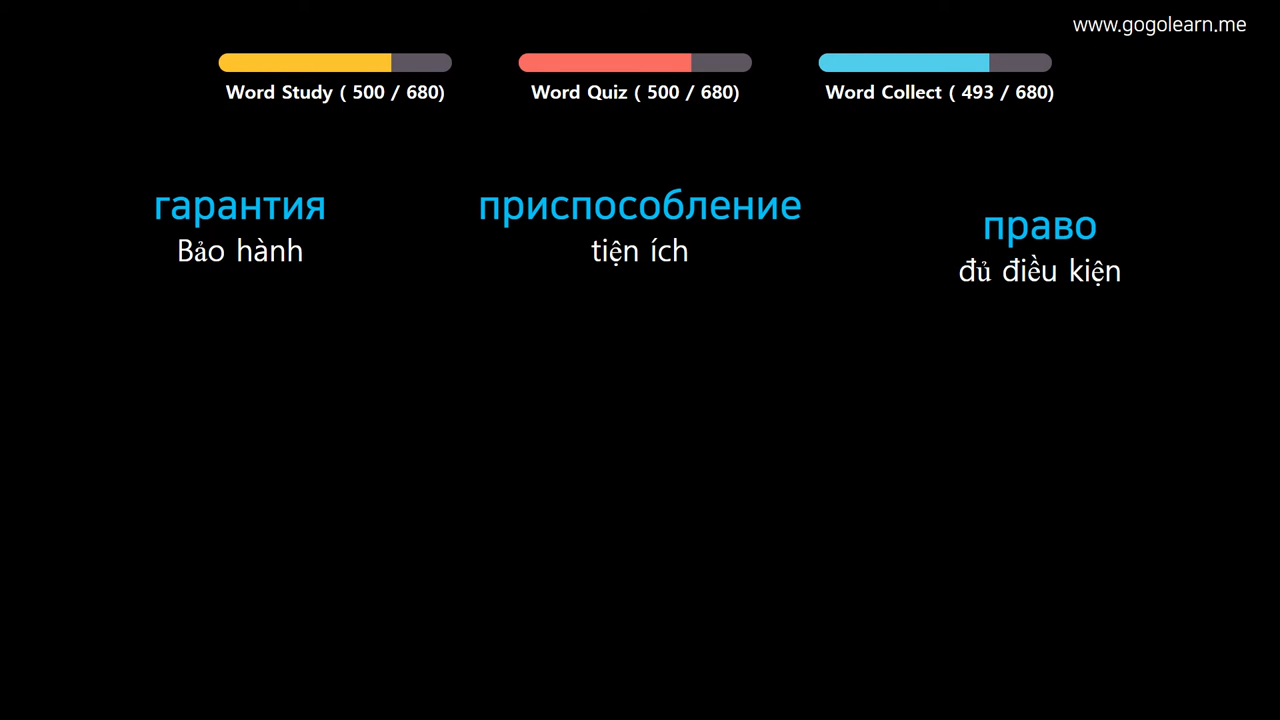 www.gogolearn.me
Word Study ( 500 / 680)
Word Quiz ( 500 / 680)
Word Collect ( 493 / 680)
гарантия
Bảo hành
приспособление
tiện ích
право
đủ điều kiện